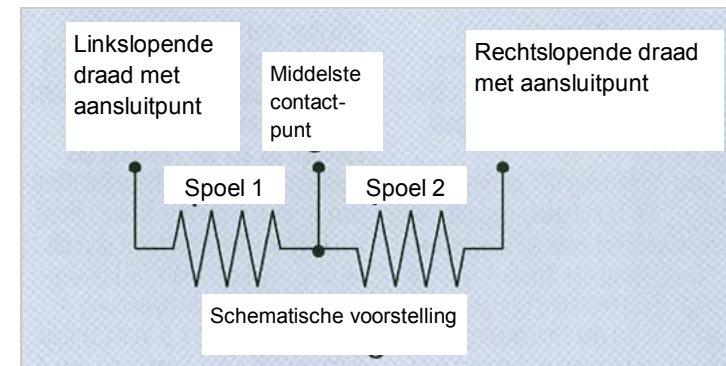 Linkslopende
draad met
aansluitpunt
Middelste
contact-
punt
Rechtslopende draad
met aansluitpunt
Spoel 1
Spoel 2
Schematische voorstelling